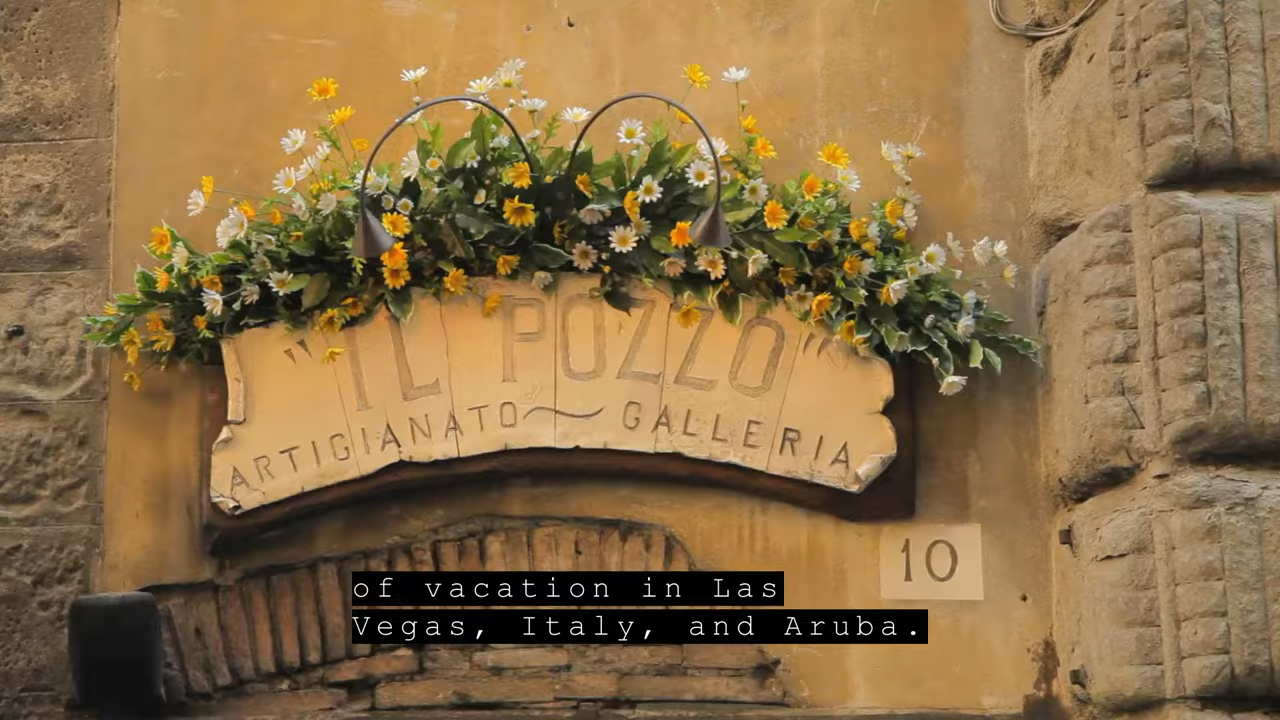 "IL POZZO"
ARTIGIANATO~GALLERIA
10
of vacation in Las
Vegas, Italy, and Aruba.